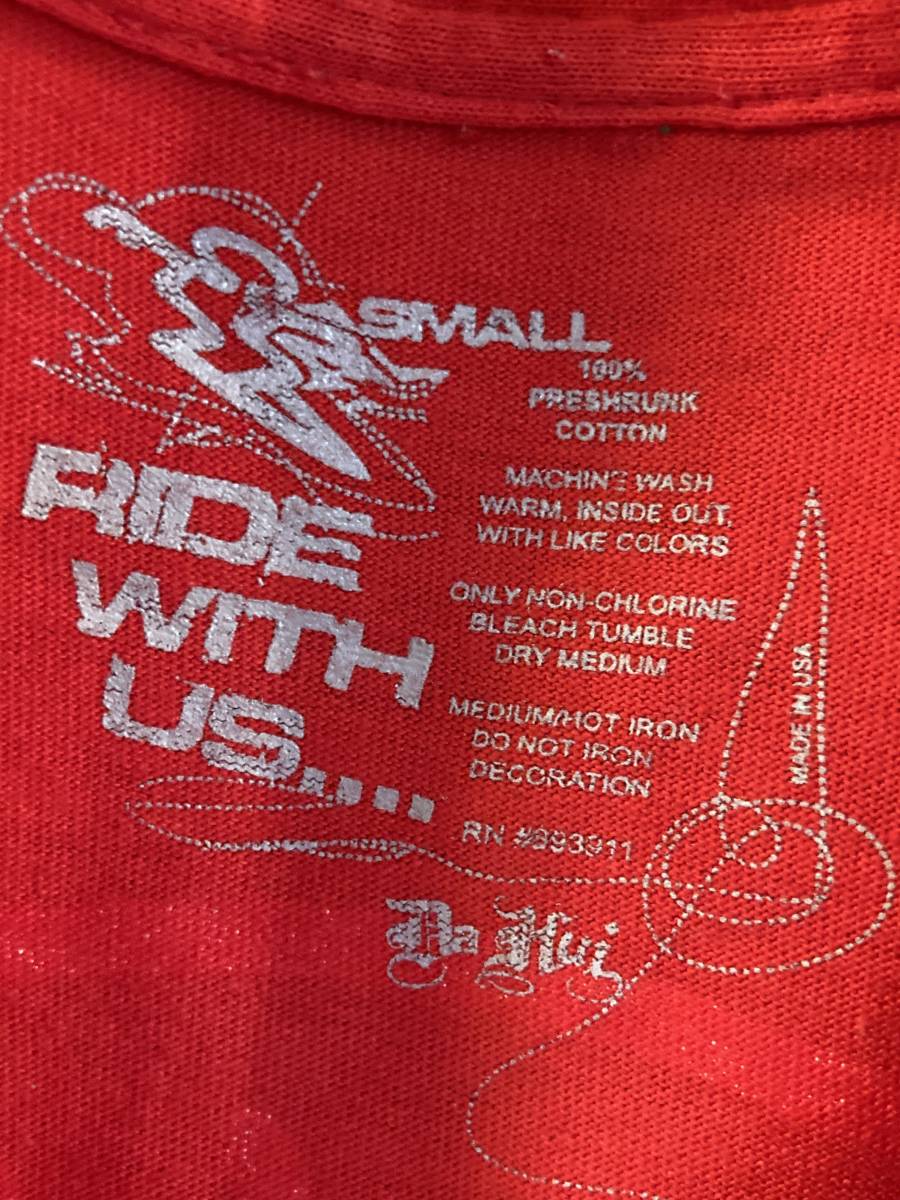 SMALL
100%
PRESHRUNK
COTTON
MACHINE WASH
WARM, INSIDE OUT,
WITH LIKE COLORS
ONLY NON-CHLORINE
BLEACH TUMBLE
DRY MEDIUM
MEDIUM/HOT IRON
DO NOT IRON
DECORATION
RN #893911
RIDE
WITH
US....
MADE IN USA
Da Hui